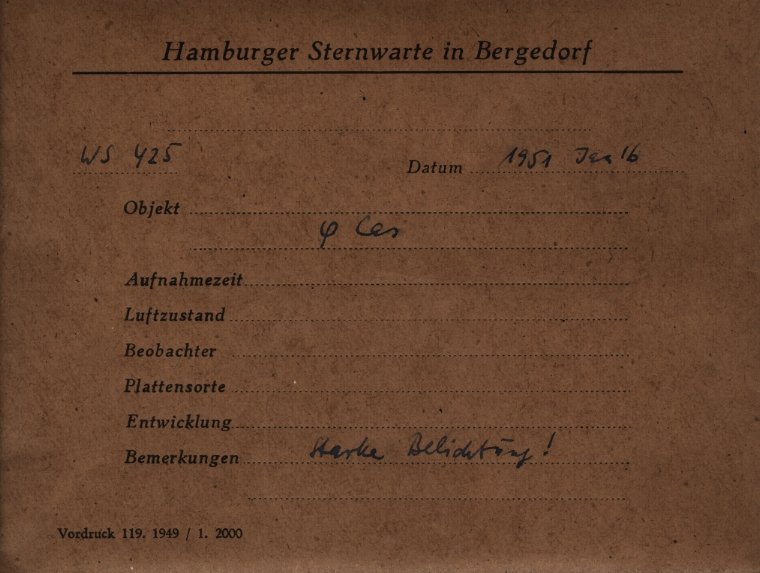 Hamburger Sternwarte in Bergedorf
WS 425 Datum 1951 Jan 16
Objekt
φ Cas
Aufnahmezeit
Luftzustand
Beobachter
Plattensorte
Entwicklung
Bemerkungen Starke Belichtung!
Vordruck 119. 1949 / 1. 2000